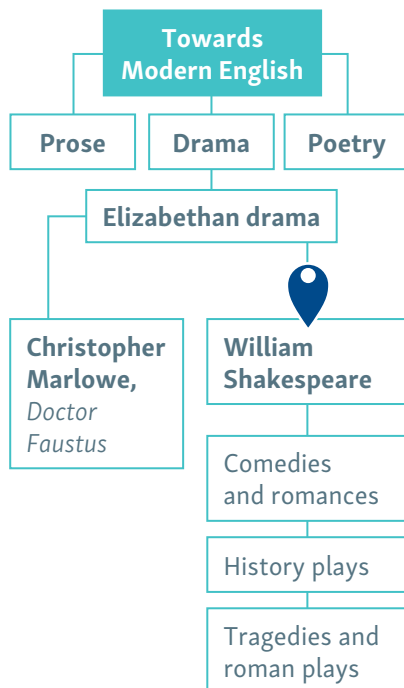 Towards
Modern English
Prose
Drama
Poetry
Elizabethan drama
Christopher
Marlowe,
Doctor
Faustus
William
Shakespeare
Comedies
and romances
History plays
Tragedies and
roman plays